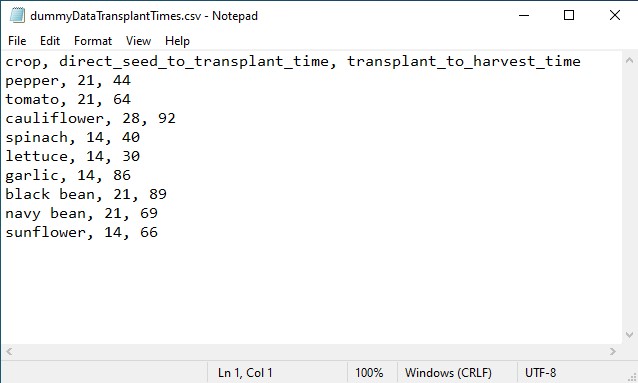 dummyDataTransplantTimes.csv - Notepad
File Edit Format View Help
crop, direct_seed_to_transplant_time, transplant_to_harvest_time
pepper, 21, 44
tomato, 21, 64
cauliflower, 28, 92
spinach, 14, 40
lettuce, 14, 30
garlic, 14, 86
black bean, 21, 89
navy bean, 21, 69
sunflower, 14, 66
Ln 1, Col 1 100% Windows (CRLF) UTF-8